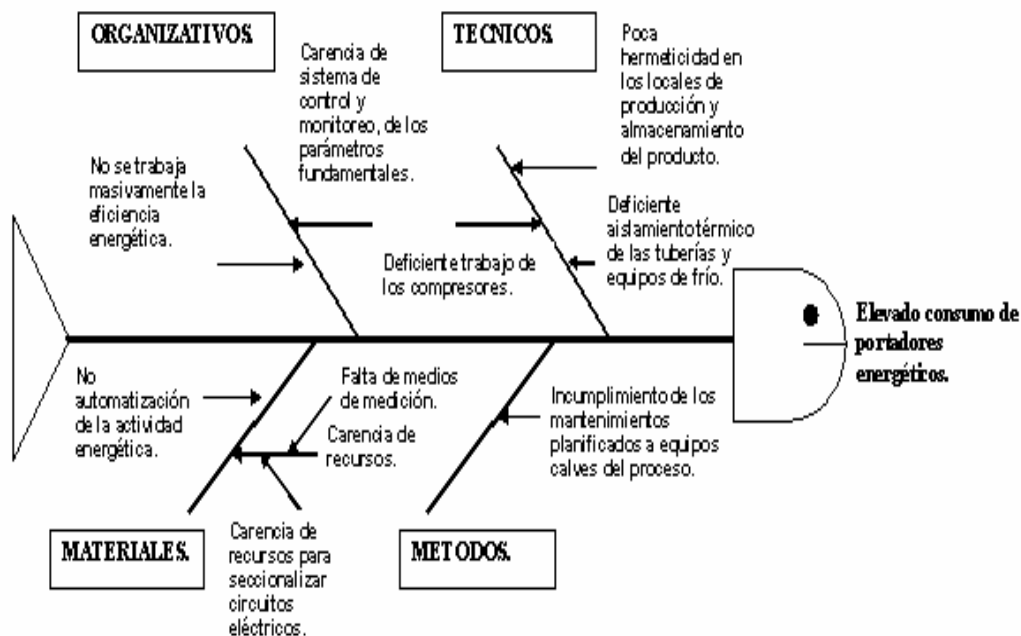 ORGANIZATIVOS.
TECNICOS.
Carencia de
sistema de
control y
monitoreo, de los
parámetros
fundamentales.
Poca
hermeticidad en
los locales de
producción y
almacenamiento
del producto.
No se trabaja
masivamente la
eficiencia
energética.
Deficiente trabajo de
los compresores.
Deficiente
aislamiento térmico
de las tuberías y
equipos de frío.
Elevado consumo de
portadores
energéticos.
No
automatización
de la actividad
energética.
Falta de medios
de medición.
Carencia de
recursos.
Incumplimiento de los
mantenimientos
planificados a equipos
calves del proceso.
MATERIALES.
Carencia de
recursos para
seccionalizar
circuitos
eléctricos.
METODOS.